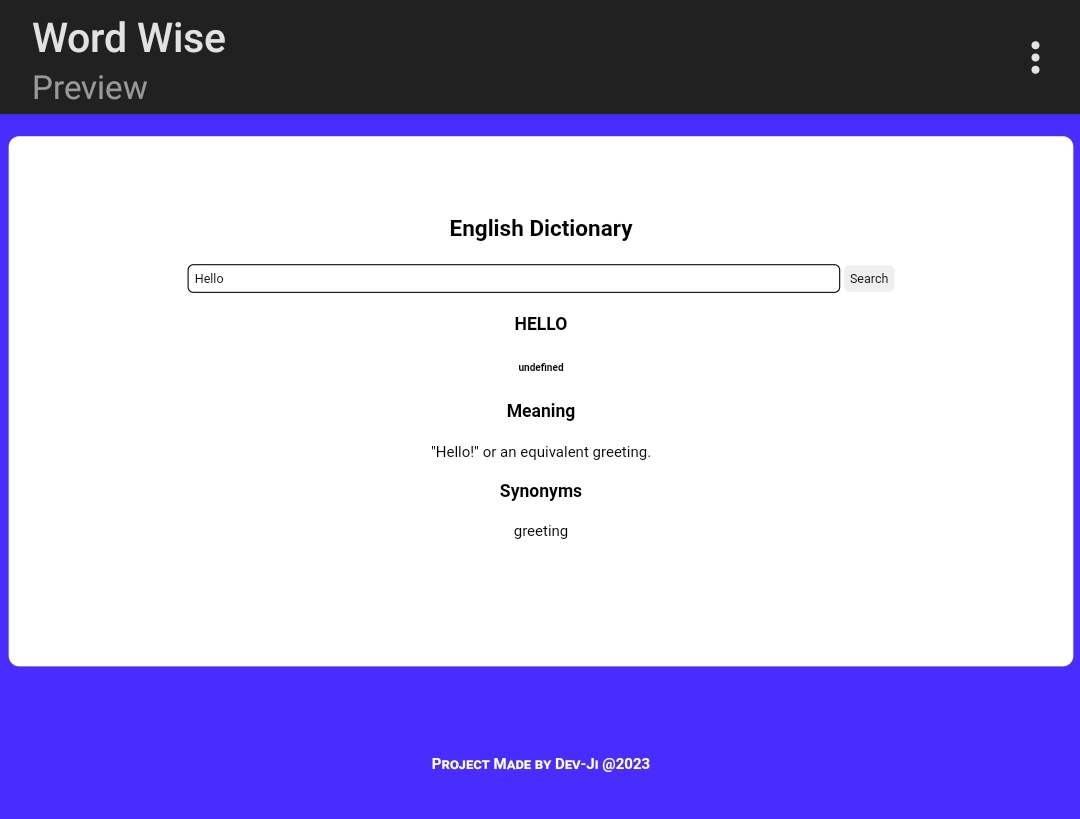 Word Wise
Preview
English Dictionary
Hello
Search
HELLO
undefined
Meaning
"Hello!" or an equivalent greeting.
Synonyms
greeting
Project Made by Dev-Ji @2023